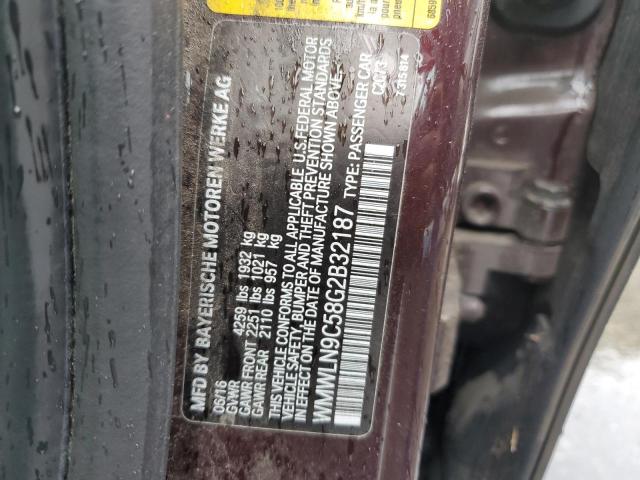 MFD BY BAYERISCHE MOTOREN WERKE AG
06/16
GVWR 4259 lbs 1932 kg
GAWR FRONT 2251 lbs 1021 kg
GAWR REAR 2110 lbs 957 kg
THIS VEHICLE CONFORMS TO ALL APPLICABLE U.S. FEDERAL MOTOR
VEHICLE SAFETY, BUMPER AND THEFT PREVENTION STANDARDS
IN EFFECT ON THE DATE OF MANUFACTURE SHOWN ABOVE.
WMWLN9C58G2B32187 TYPE: PASSENGER CAR
7315814